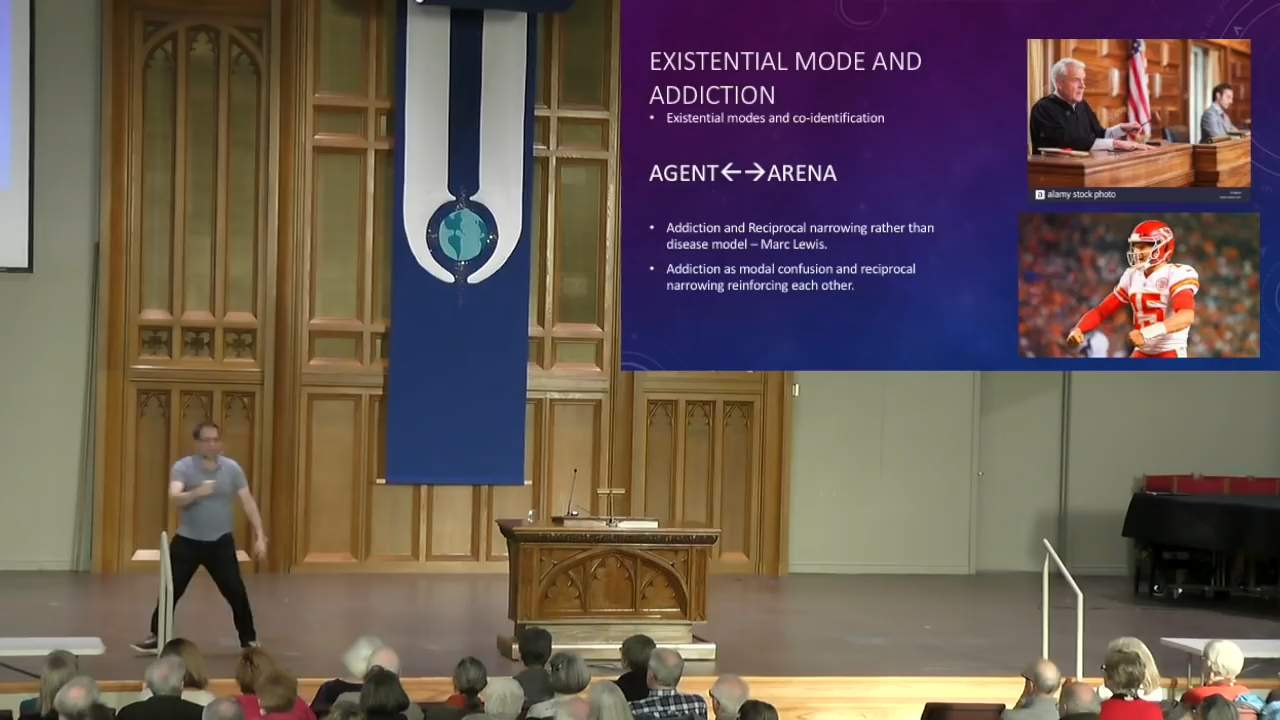 EXISTENTIAL MODE AND
ADDICTION
• Existential modes and co-identification
AGENT←→ARENA
• Addiction and Reciprocal narrowing rather than
disease model – Marc Lewis.
• Addiction as modal confusion and reciprocal
narrowing reinforcing each other.
a alamy stock photo
15